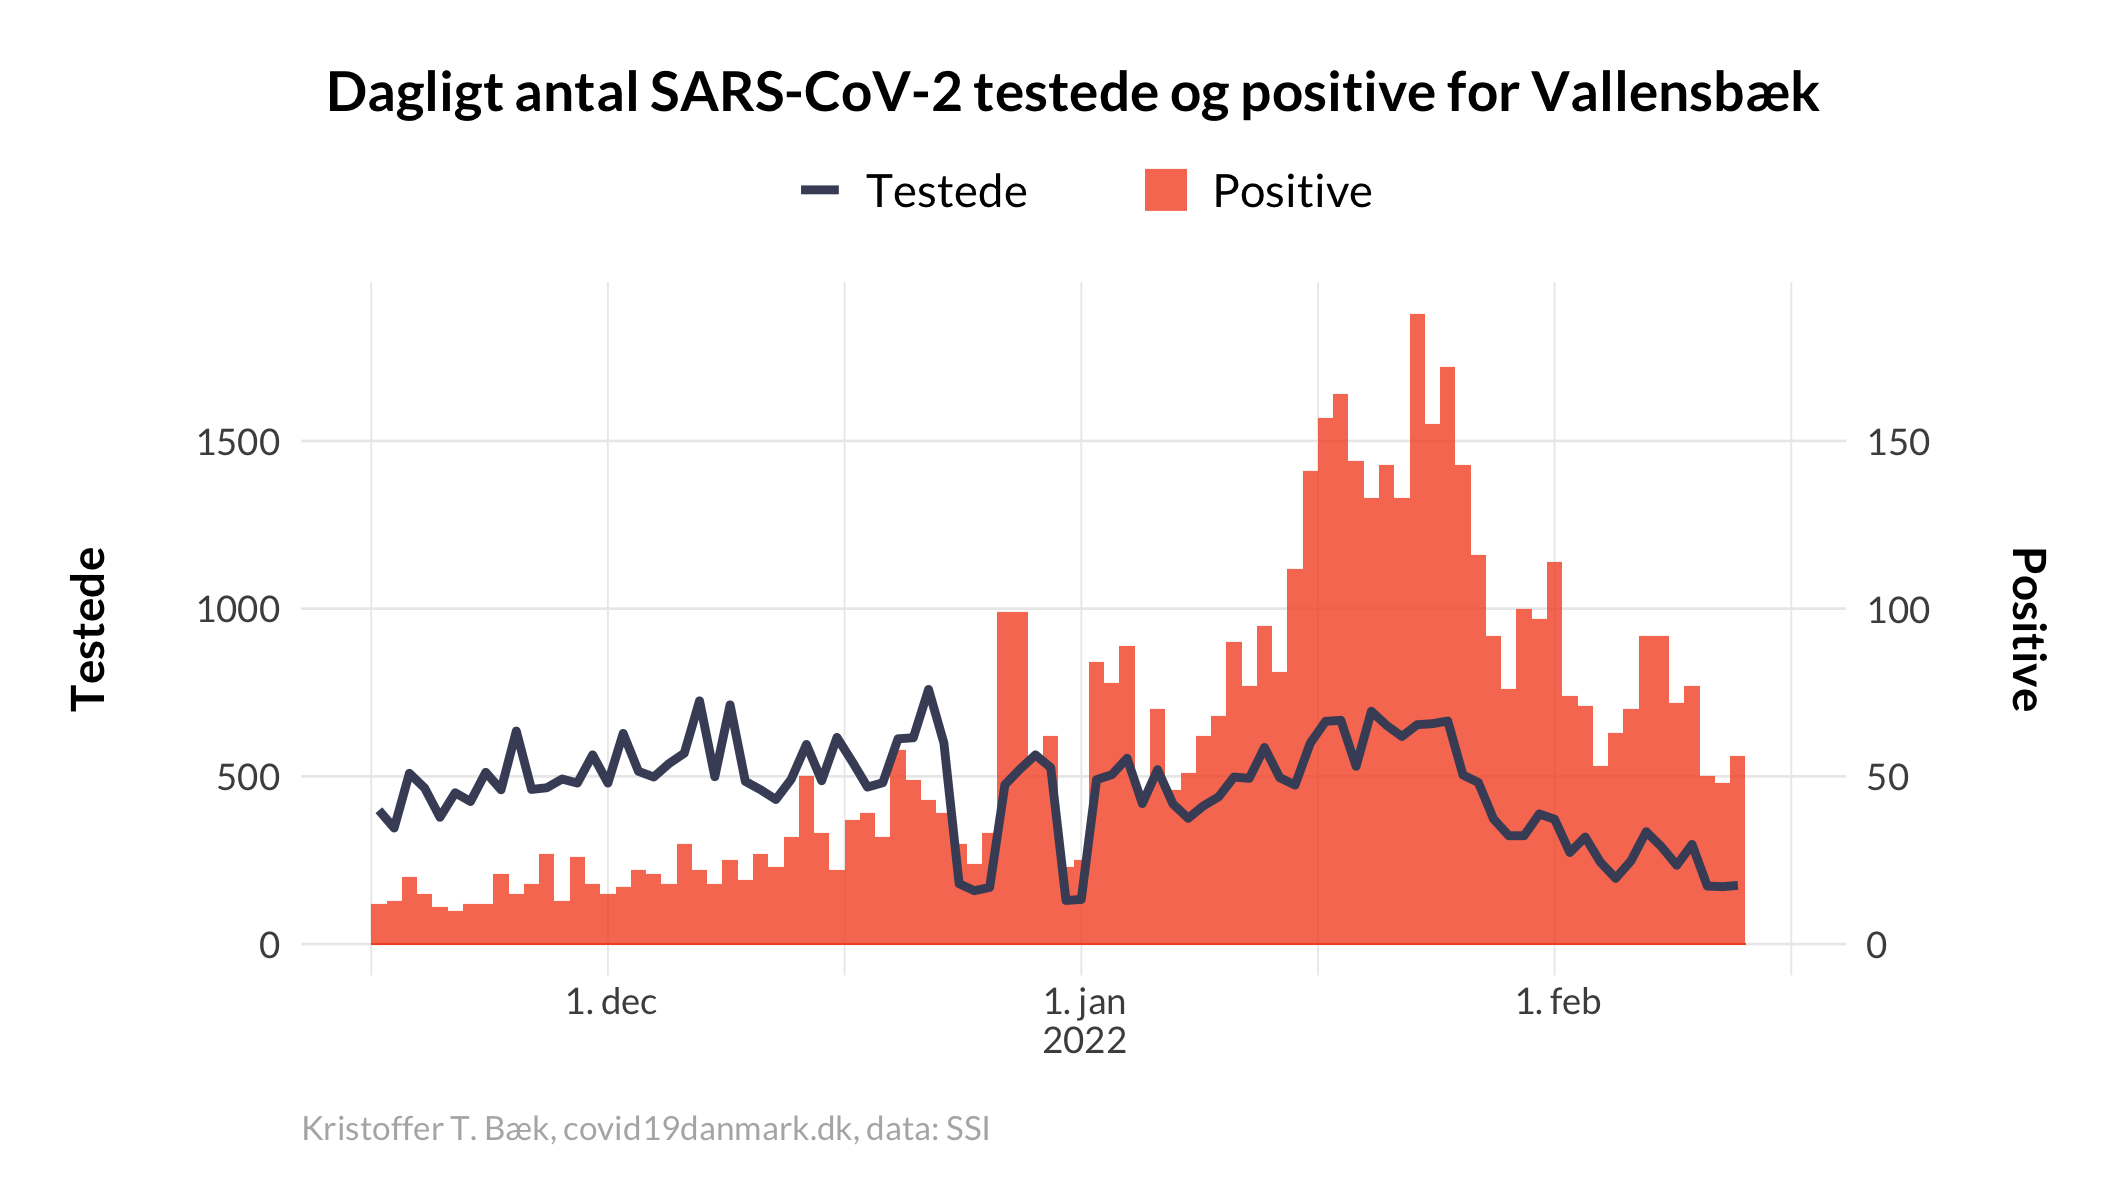 Dagligt antal SARS-CoV-2 testede og positive for Vallensbæk
Testede
Positive
1500
1000
500
0
150
100
50
0
Testede
Positive
1. dec
1. jan
2022
1. feb
Kristoffer T. Bæk, covid19danmark.dk, data: SSI